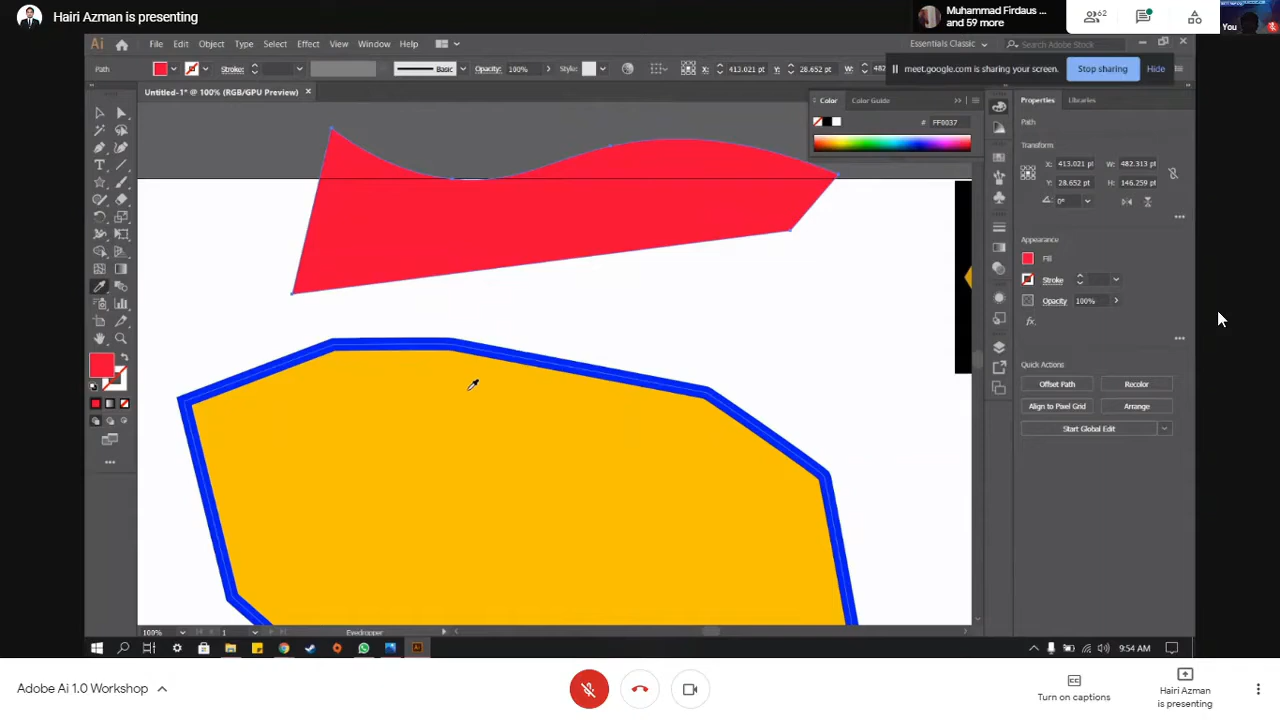 Hairi Azman is presenting
Muhammad Firdaus ...
and 59 more
62
You
Ai File Edit Object Type Select Effect View Window Help
Essentials Classic
Search Adobe Stock
Path Stroke: Basic Opacity: 100% Style: X: 413.021 pt Y: 28.652 pt W: 482
meet.google.com is sharing your screen. Stop sharing Hide
Untitled-1* @ 100% (RGB/GPU Preview) ×
Color Color Guide
# FF0037
Properties Libraries
Path
Transform
X: 413.021 pt W: 482.313 pt
Y: 28.652 pt H: 146.259 pt
0°
Appearance
Fill
Stroke
Opacity 100%
fx.
Quick Actions
Offset Path Recolor
Align to Pixel Grid Arrange
Start Global Edit
100% 1 Eyedropper
9:54 AM
Adobe Ai 1.0 Workshop
Turn on captions
Hairi Azman
is presenting